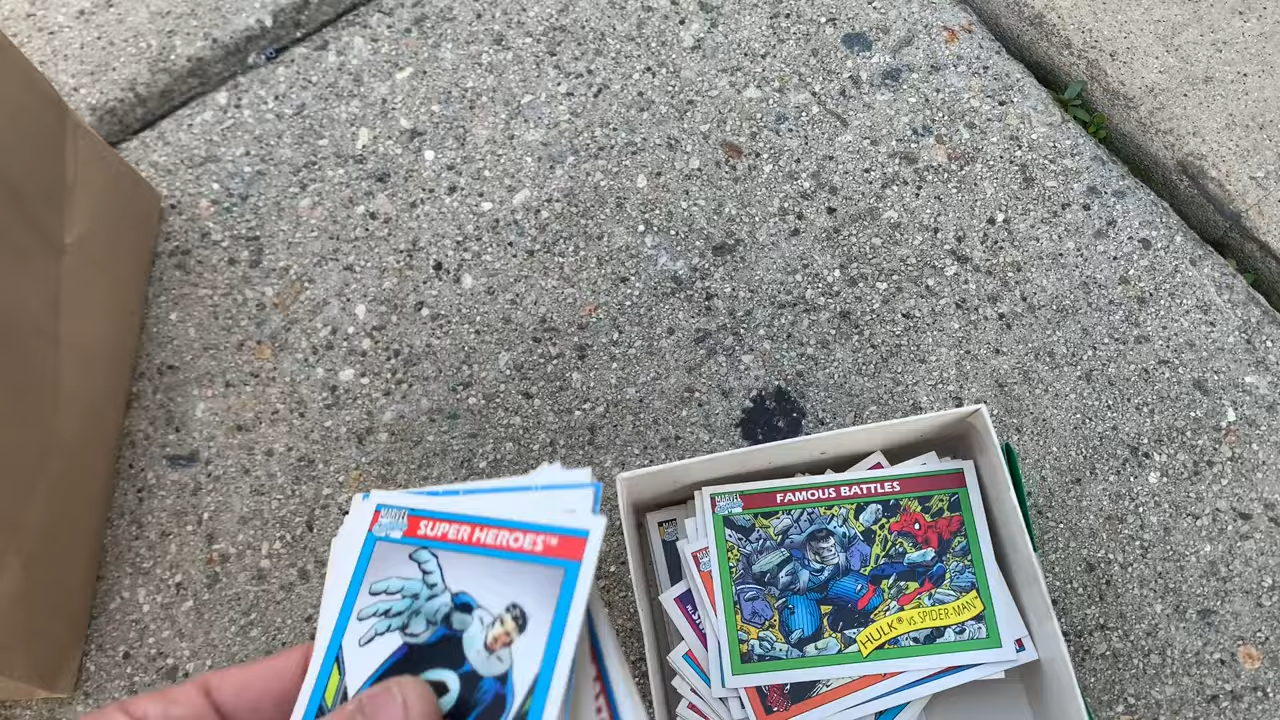 MARVEL
SUPER HEROES™
MARVEL
FAMOUS BATTLES
HULK® VS. SPIDER-MAN™